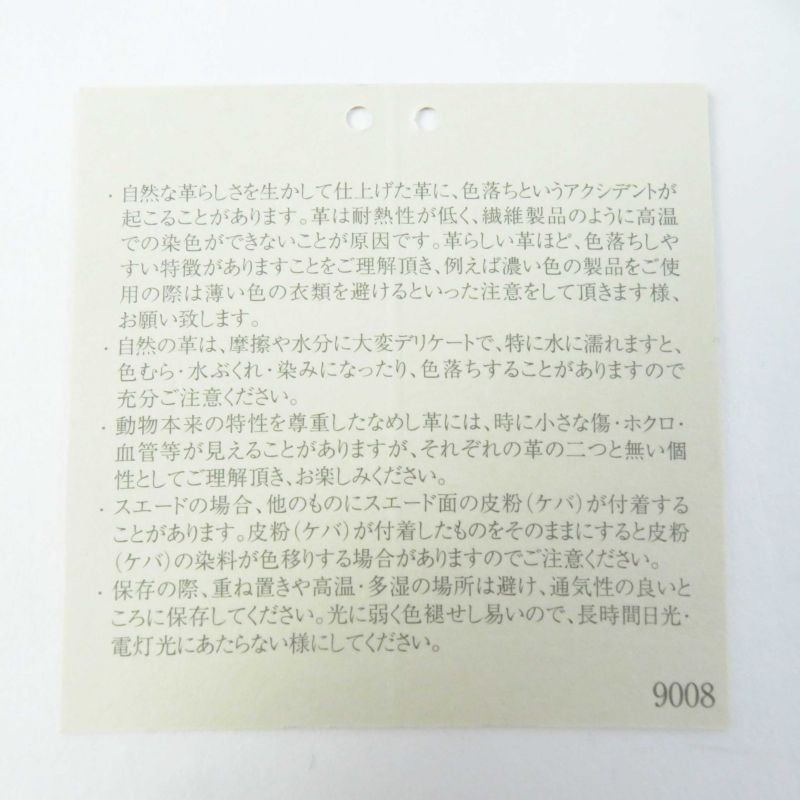 ・自然な革らしさを生かして仕上げた革に、色落ちというアクシデントが
起こることがあります。革は耐熱性が低く、繊維製品のように高温
での染色ができないことが原因です。革らしい革ほど、色落ちしや
すい特徴がありますことをご理解頂き、例えば濃い色の製品をご使
用の際は薄い色の衣類を避けるといった注意をして頂きます様、
お願い致します。
・自然の革は、摩擦や水分に大変デリケートで、特に水に濡れますと、
色むら・水ぶくれ・染みになったり、色落ちすることがありますので
充分ご注意ください。
・動物本来の特性を尊重したなめし革には、時に小さな傷・ホクロ・
血管等が見えることがありますが、それぞれの革の二つと無い個
性としてご理解頂き、お楽しみください。
・スエードの場合、他のものにスエード面の皮粉(ケバ)が付着する
ことがあります。皮粉(ケバ)が付着したものをそのままにすると皮粉
(ケバ)の染料が色移りする場合がありますのでご注意ください。
・保存の際、重ね置きや高温・多湿の場所は避け、通気性の良いと
ころに保存してください。光に弱く色褪せし易いので、長時間日光・
電灯光にあたらない様にしてください。
9008